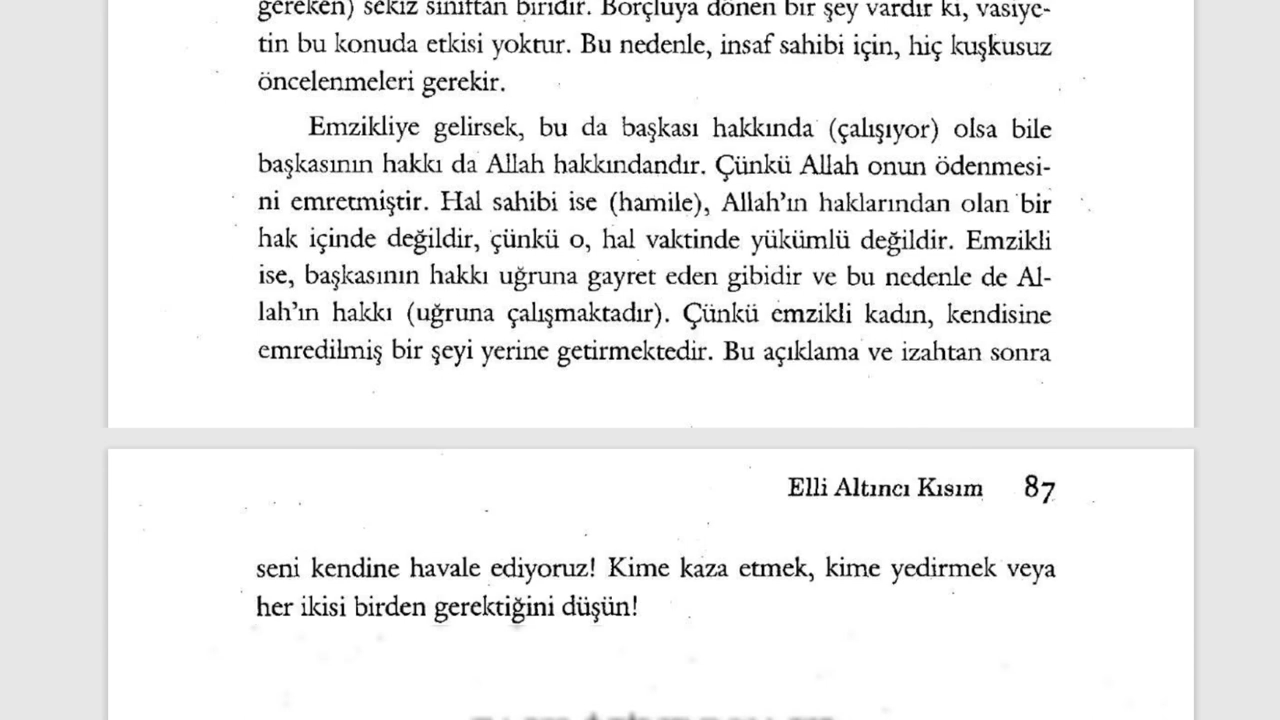 gereken) sekiz sınıftan biridir. Borçluya dönen bir şey vardır ki, vasiye-
tin bu konuda etkisi yoktur. Bu nedenle, insaf sahibi için, hiç kuşkusuz
öncelenmeleri gerekir.
Emzikliye gelirsek, bu da başkası hakkında (çalışıyor) olsa bile
başkasının hakkı da Allah hakkındandır. Çünkü Allah onun ödenmesi-
ni emretmiştir. Hal sahibi ise (hamile), Allah'ın haklarından olan bir
hak içinde değildir, çünkü o, hal vaktinde yükümlü değildir. Emzikli
ise, başkasının hakkı uğruna gayret eden gibidir ve bu nedenle de Al-
lah'ın hakkı (uğruna çalışmaktadır). Çünkü emzikli kadın, kendisine
emredilmiş bir şeyi yerine getirmektedir. Bu açıklama ve izahtan sonra
Elli Altıncı Kısım 87
seni kendine havale ediyoruz! Kime kaza etmek, kime yedirmek veya
her ikisi birden gerektiğini düşün!